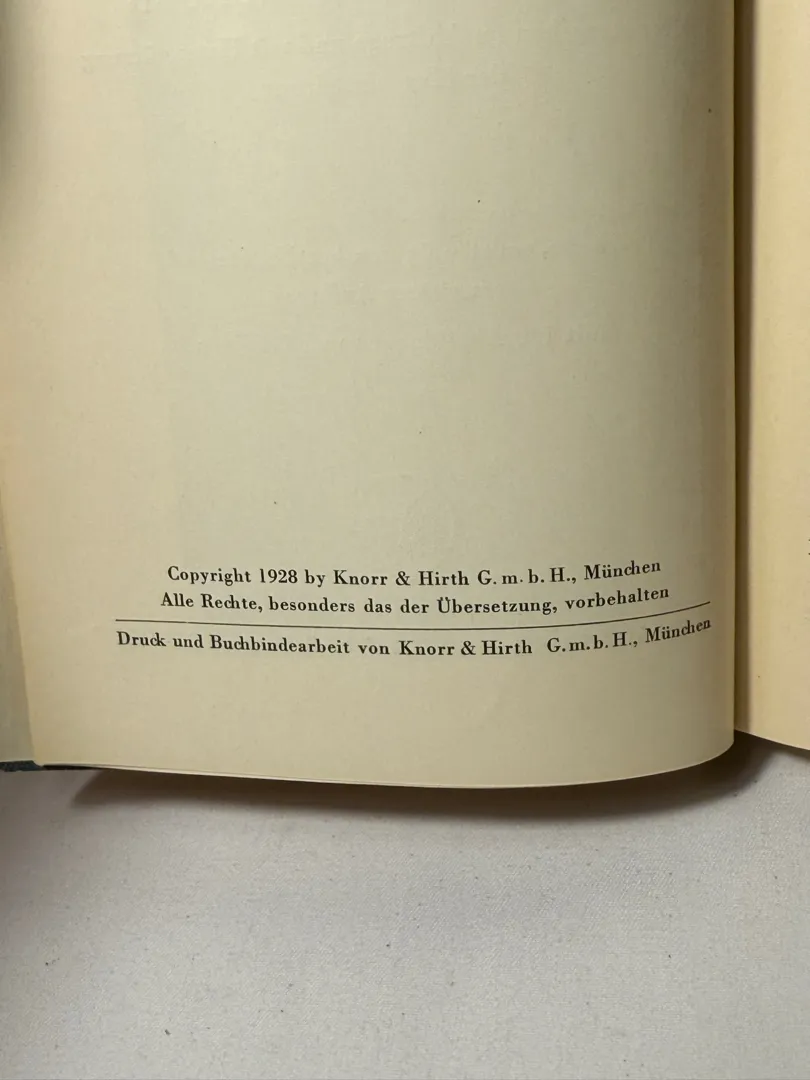 Copyright 1928 by Knorr & Hirth G. m. b. H., München
Alle Rechte, besonders das der Übersetzung, vorbehalten
Druck und Buchbindearbeit von Knorr & Hirth G. m. b. H., München